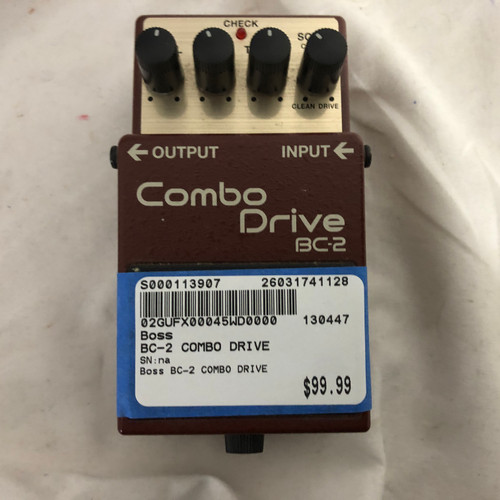 CHECK
CLEAN DRIVE
OUTPUT INPUT
Combo
Drive
BC-2
S000113907 26031741128
02GUFX00045WD0000 130447
Boss
BC-2 COMBO DRIVE
SN:na
Boss BC-2 COMBO DRIVE
$99.99